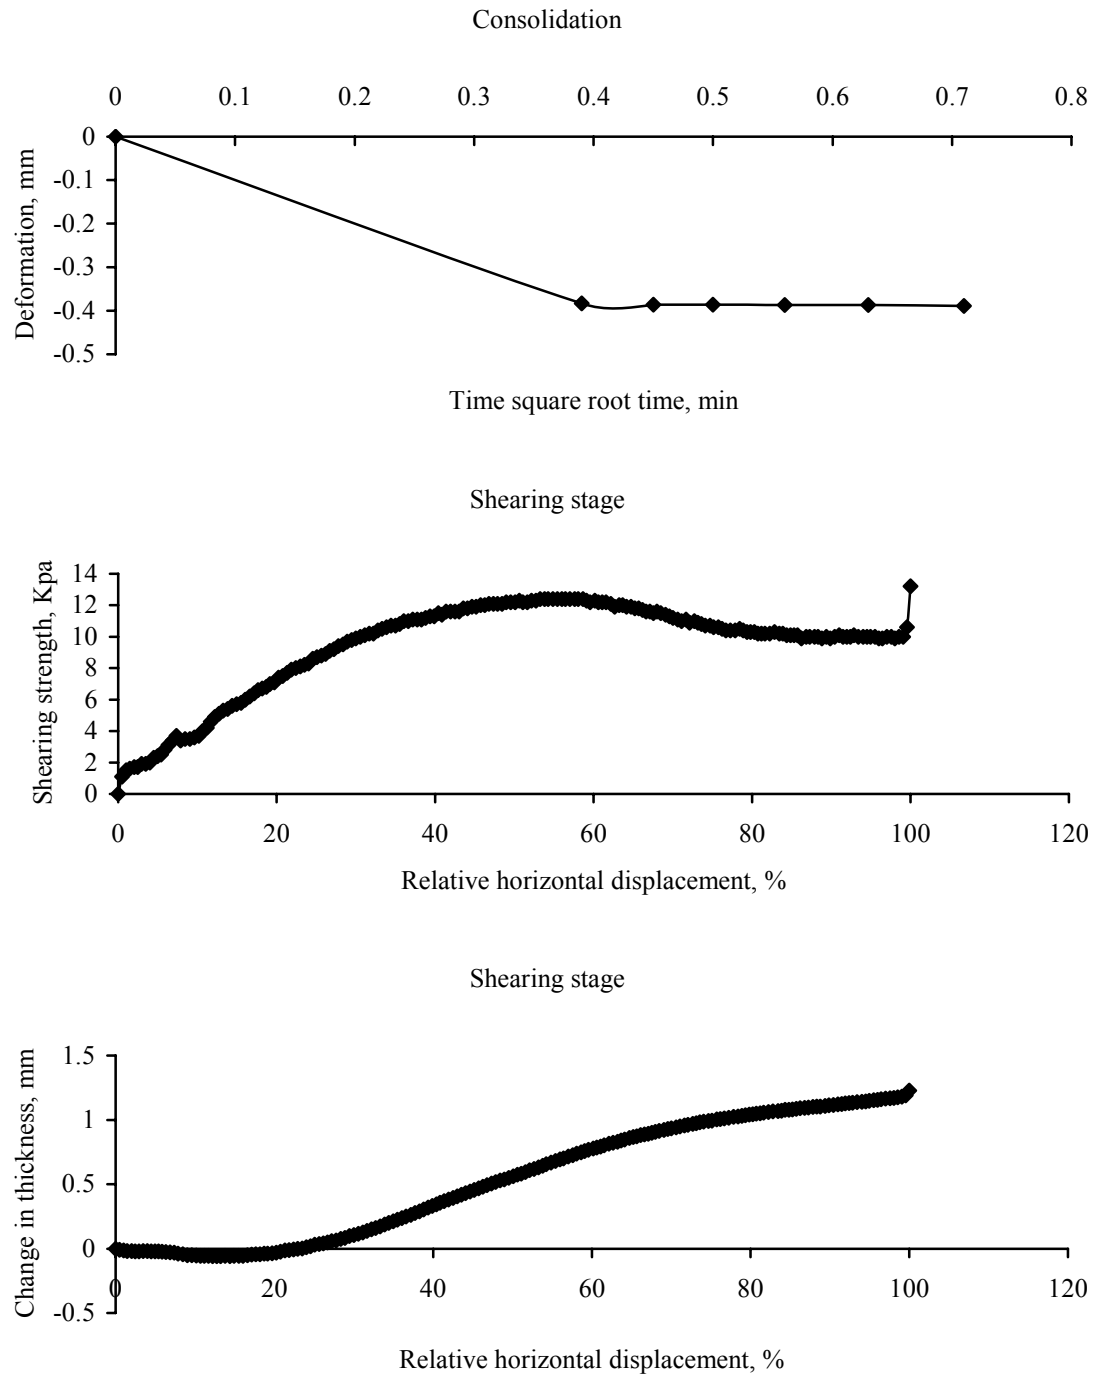 Consolidation
0 0.1 0.2 0.3 0.4 0.5 0.6 0.7 0.8
0
-0.1
-0.2
-0.3
-0.4
-0.5
Deformation, mm
Time square root time, min
Shearing stage
14
12
10
8
6
4
2
0
Shearing strength, Kpa
0 20 40 60 80 100 120
Relative horizontal displacement, %
Shearing stage
1.5
1
0.5
0
-0.5
Change in thickness, mm
0 20 40 60 80 100 120
Relative horizontal displacement, %